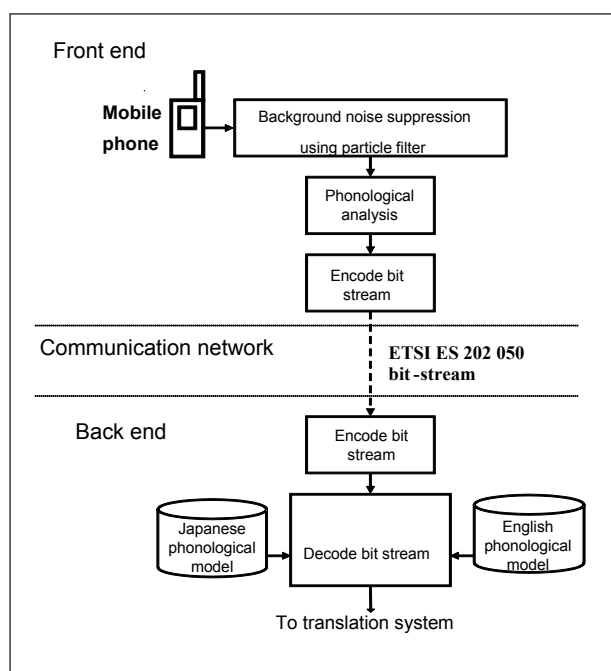 Front end
Mobile
phone
Background noise suppression
using particle filter
Phonological
analysis
Encode bit
stream
Communication network
ETSI ES 202 050
bit-stream
Back end
Encode bit
stream
Japanese
phonological
model
Decode bit stream
English
phonological
model
To translation system